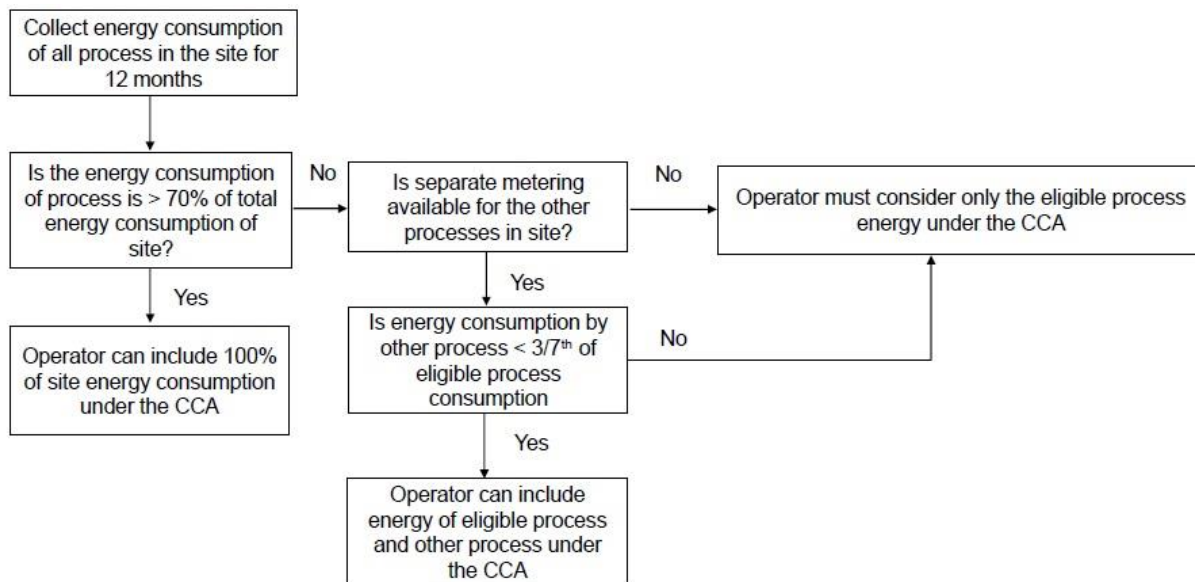 Collect energy consumption
of all process in the site for
12 months
Is the energy consumption
of process is > 70% of total
energy consumption of
site?
No
Is separate metering
available for the other
processes in site?
No
Operator must consider only the eligible process
energy under the CCA
Yes
Yes
Operator can include 100%
of site energy consumption
under the CCA
Is energy consumption by
other process < 3/7th of
eligible process
consumption
No
Yes
Operator can include
energy of eligible process
and other process under
the CCA